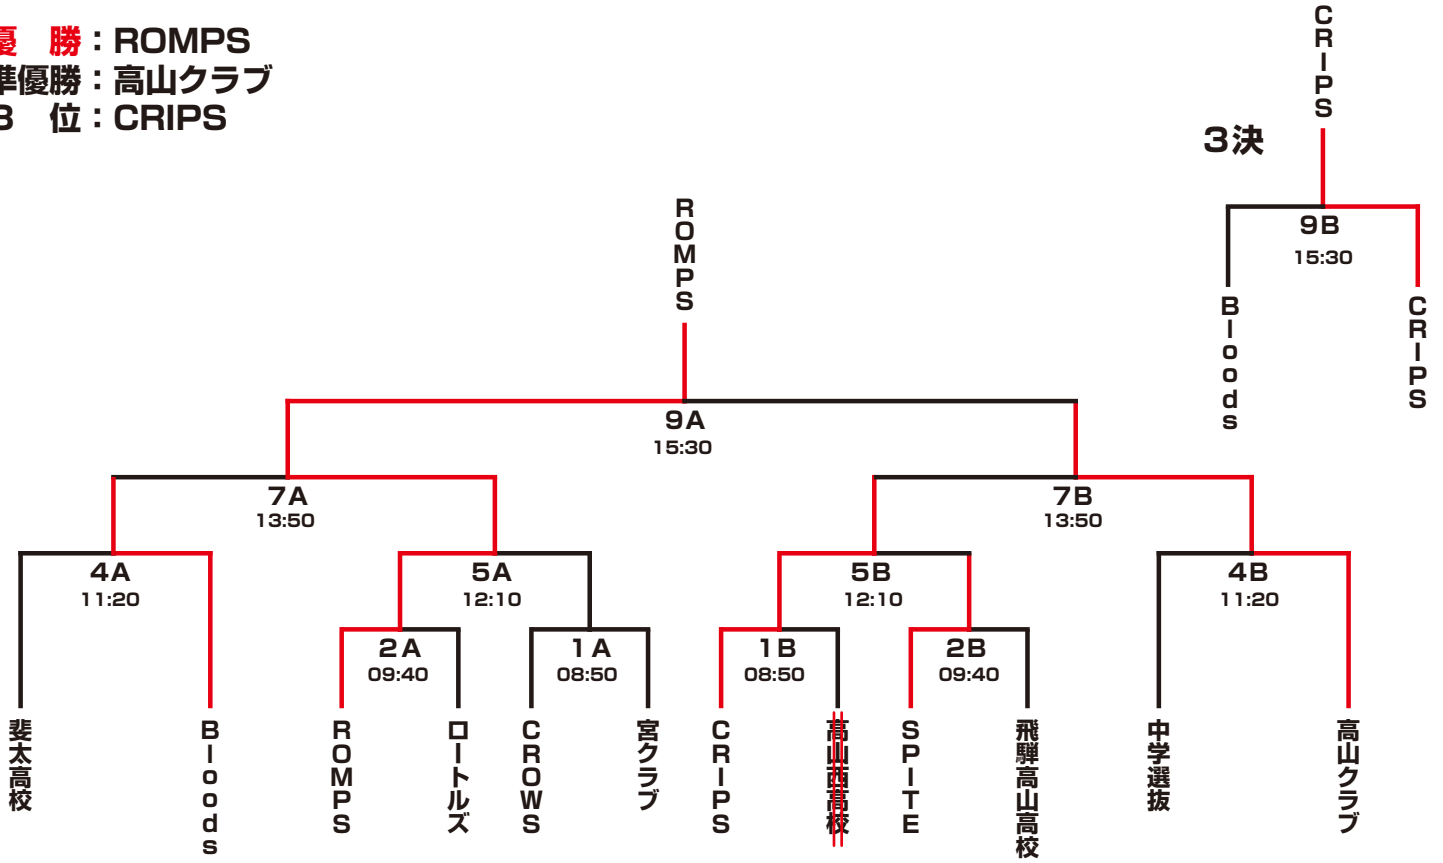 優　勝：ROMPS
準優勝：高山クラブ
3　位：CRIPS
CRIPS
3決
9B
15:30
Bloods
CRIPS
ROMPS
9A
15:30
7A
13:50
7B
13:50
4A
11:20
5A
12:10
5B
12:10
4B
11:20
2A
09:40
1A
08:50
1B
08:50
2B
09:40
斐太高校
Bloods
ROMPS
ロートルズ
CROWS
宮クラブ
CRIPS
高山西高校
SPITE
飛騨高山高校
中学選抜
高山クラブ